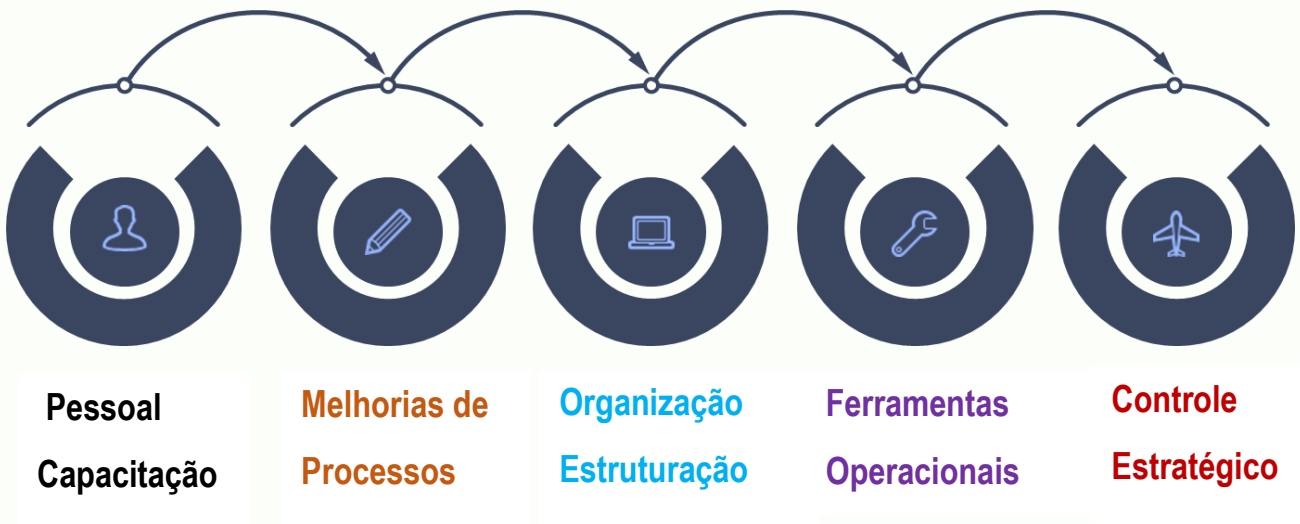 Pessoal
Capacitação
Melhorias de
Processos
Organização
Estruturação
Ferramentas
Operacionais
Controle
Estratégico